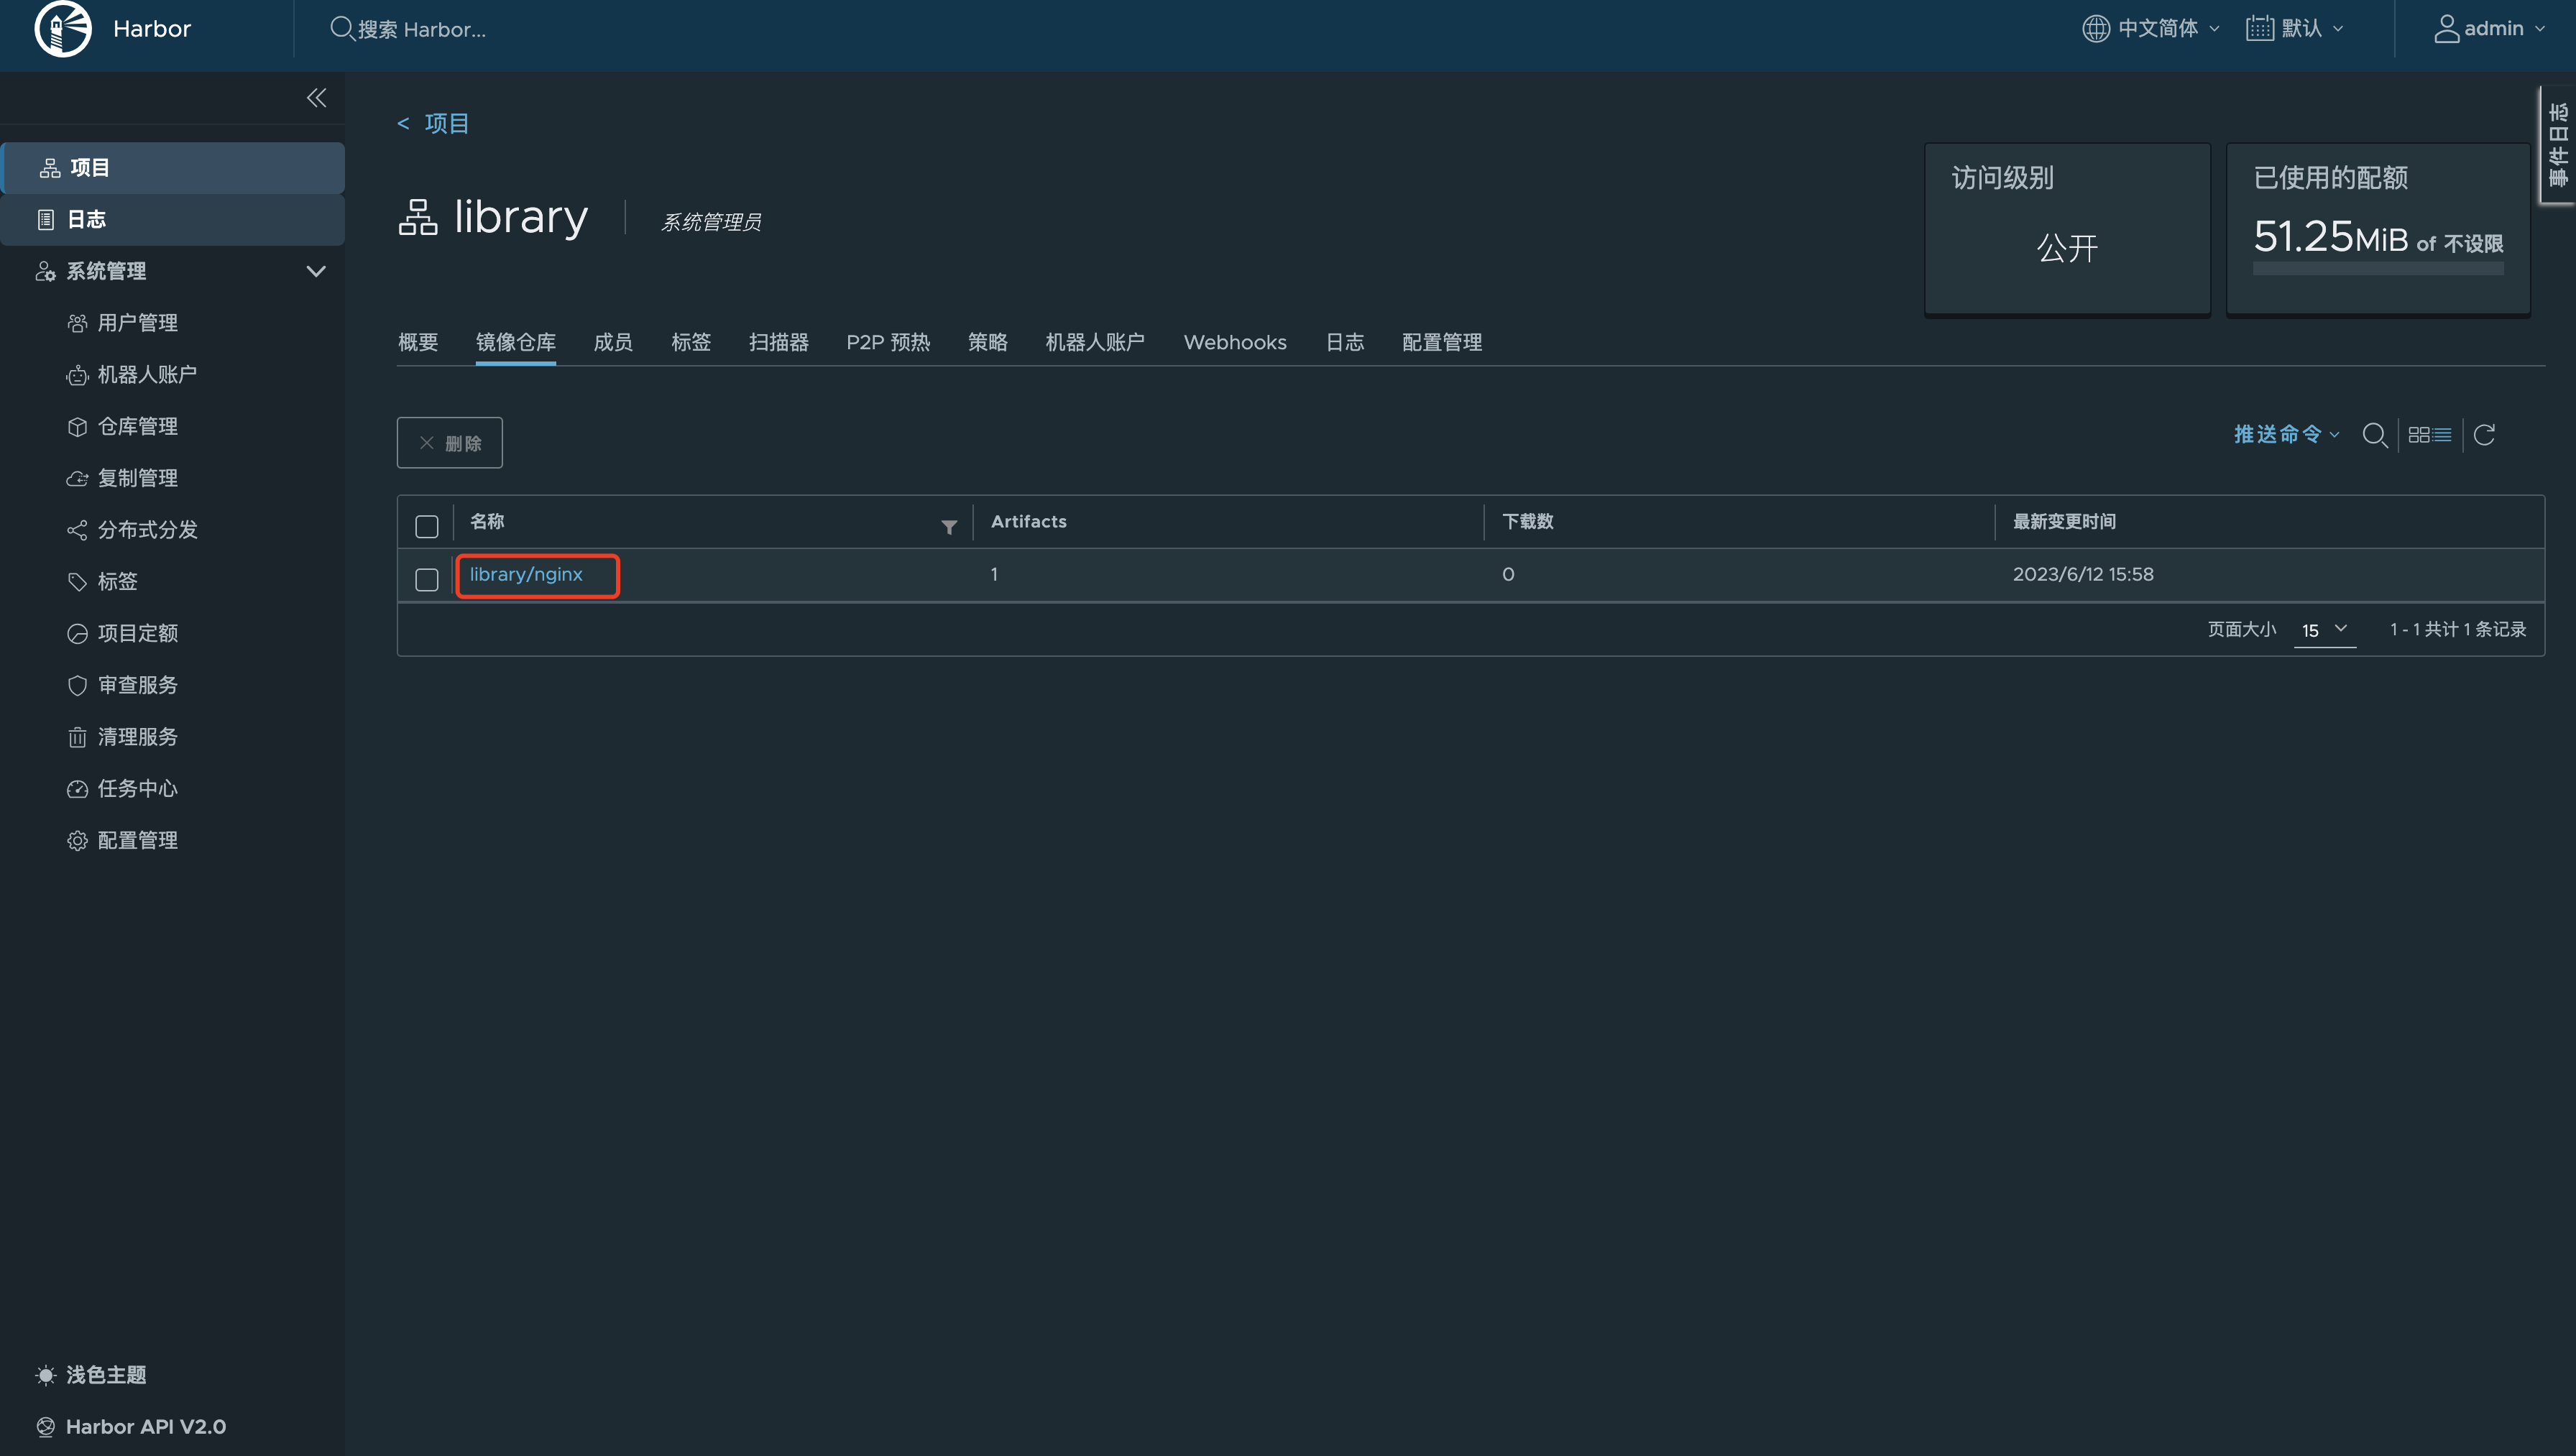 Harbor
搜索 Harbor...
中文简体
默认
admin
事件日志
项目
日志
系统管理
用户管理
机器人账户
仓库管理
复制管理
分布式分发
标签
项目定额
审查服务
清理服务
任务中心
配置管理
浅色主题
Harbor API V2.0
< 项目
library
系统管理员
访问级别
公开
已使用的配额
51.25MiB of 不设限
概要 镜像仓库 成员 标签 扫描器 P2P 预热 策略 机器人账户 Webhooks 日志 配置管理
删除
推送命令
名称 Artifacts 下载数 最新变更时间
library/nginx 1 0 2023/6/12 15:58
页面大小 15 1 - 1 共计 1 条记录